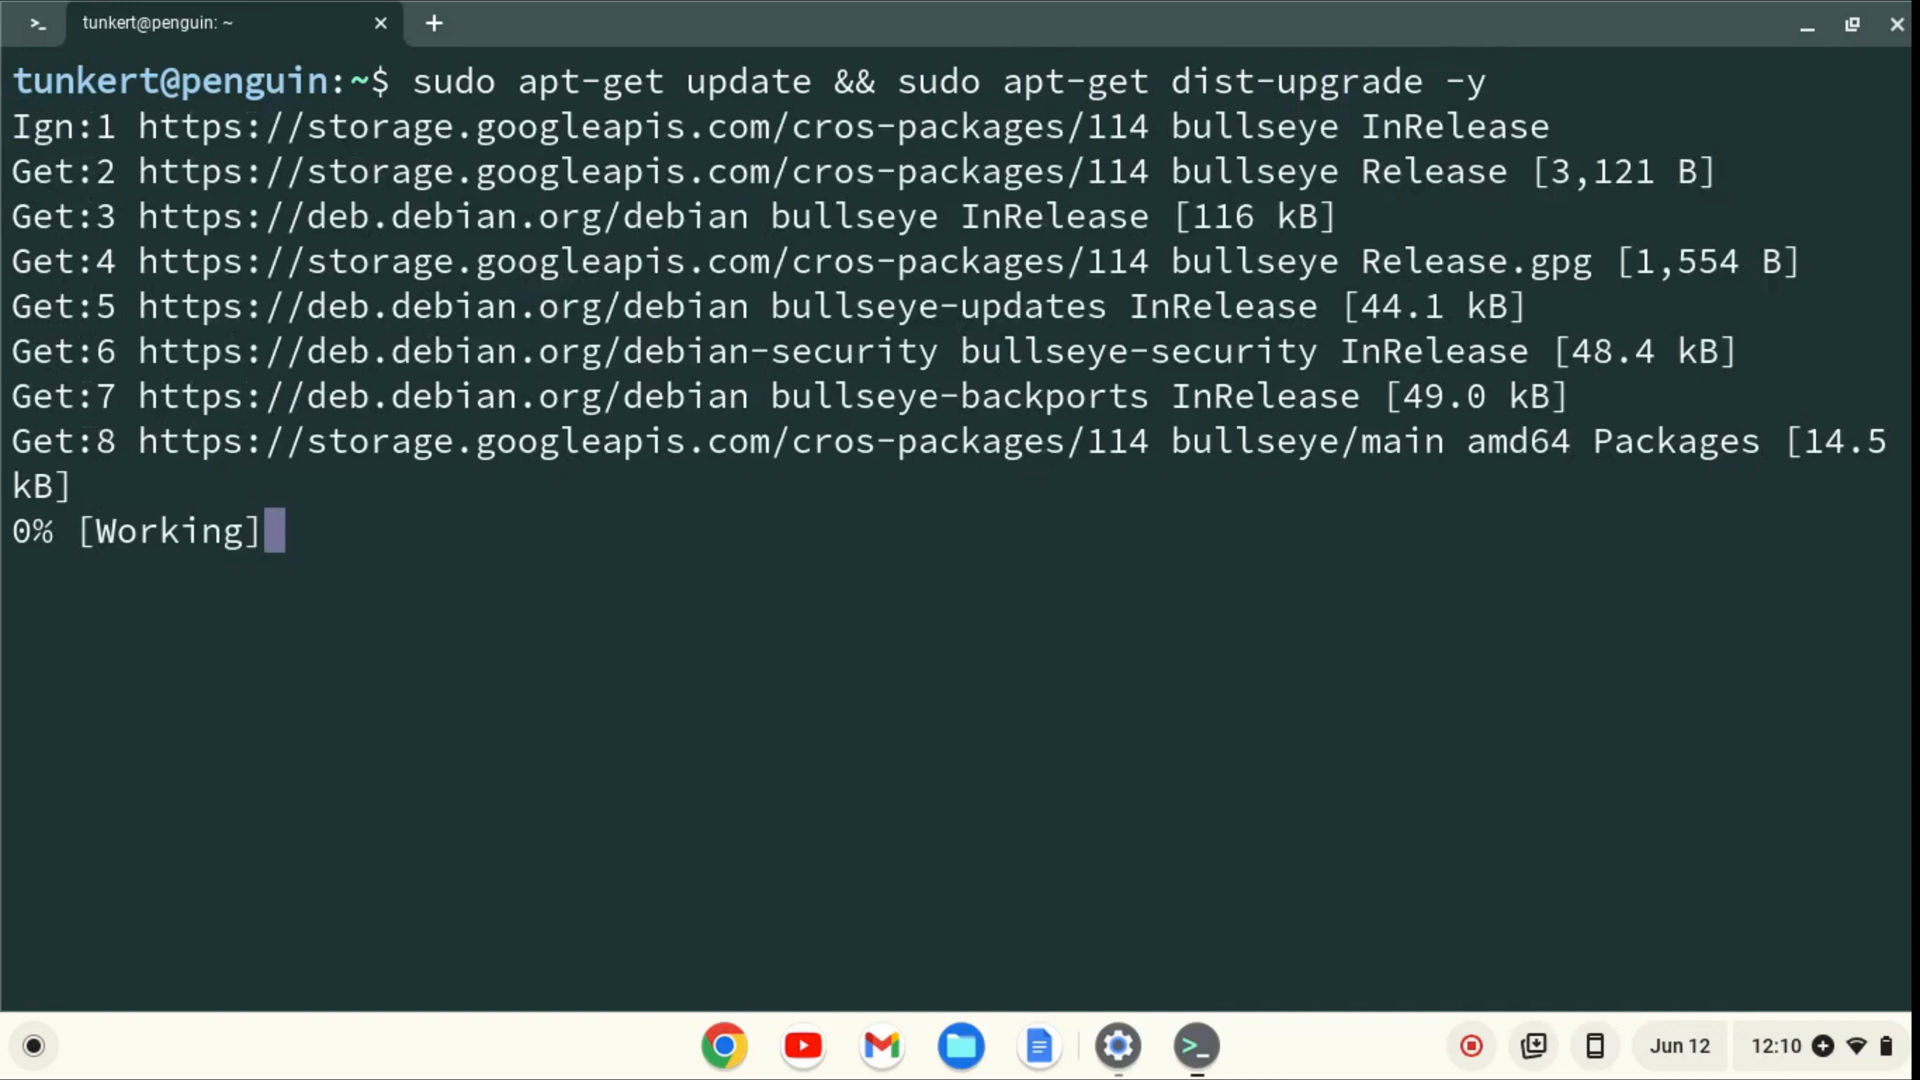 tunkert@penguin: ~
tunkert@penguin:~$ sudo apt-get update && sudo apt-get dist-upgrade -y
Ign:1 https://storage.googleapis.com/cros-packages/114 bullseye InRelease
Get:2 https://storage.googleapis.com/cros-packages/114 bullseye Release [3,121 B]
Get:3 https://deb.debian.org/debian bullseye InRelease [116 kB]
Get:4 https://storage.googleapis.com/cros-packages/114 bullseye Release.gpg [1,554 B]
Get:5 https://deb.debian.org/debian bullseye-updates InRelease [44.1 kB]
Get:6 https://deb.debian.org/debian-security bullseye-security InRelease [48.4 kB]
Get:7 https://deb.debian.org/debian bullseye-backports InRelease [49.0 kB]
Get:8 https://storage.googleapis.com/cros-packages/114 bullseye/main amd64 Packages [14.5
kB]
0% [Working]
Jun 12 12:10